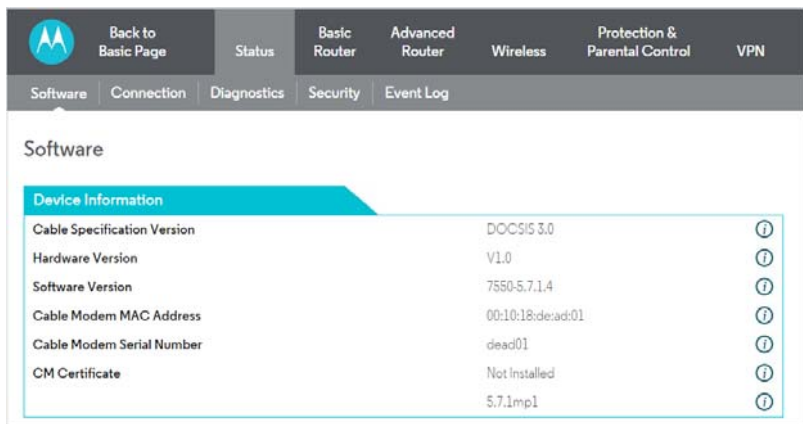 Back to Basic Page
Status
Basic Router
Advanced Router
Wireless
Protection & Parental Control
VPN
Software
Connection
Diagnostics
Security
Event Log
Software
Device Information
Cable Specification Version DOCSIS 3.0
Hardware Version V1.0
Software Version 7550-5.7.1.4
Cable Modem MAC Address 00:10:18:de:ad:01
Cable Modem Serial Number dead01
CM Certificate Not Installed
5.7.1mp1